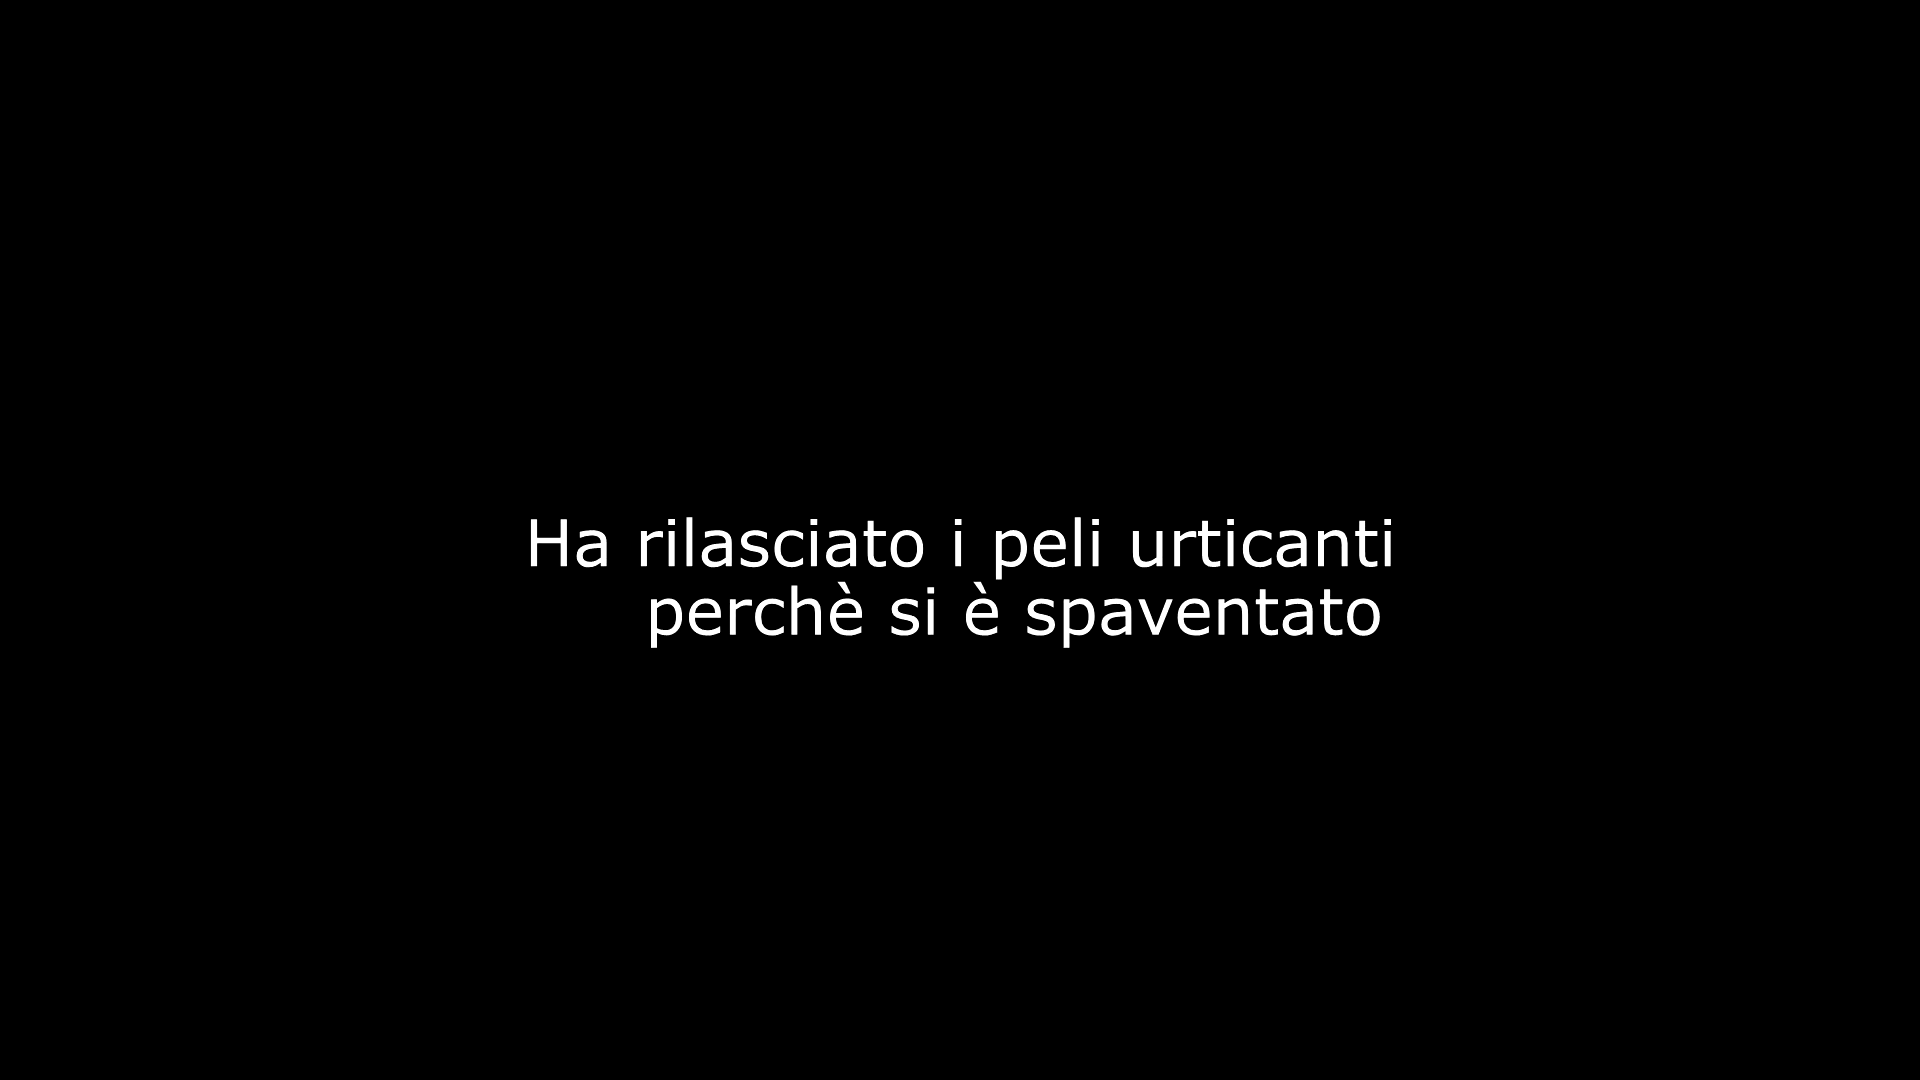 Ha rilasciato i peli urticanti
perchè si è spaventato